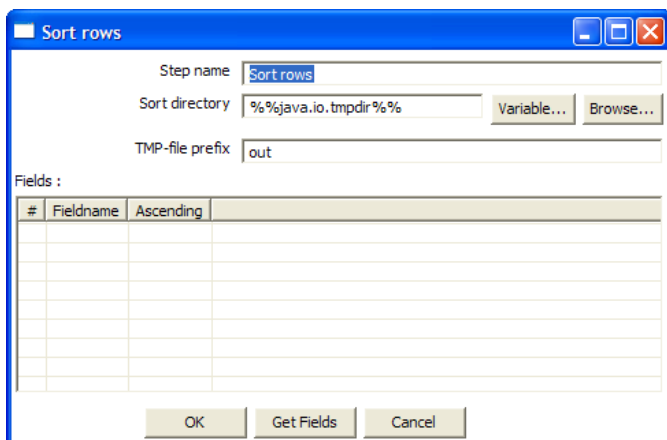 Sort rows
Step name Sort rows
Sort directory %%java.io.tmpdir%% Variable... Browse...
TMP-file prefix out
Fields :
# Fieldname Ascending
OK Get Fields Cancel